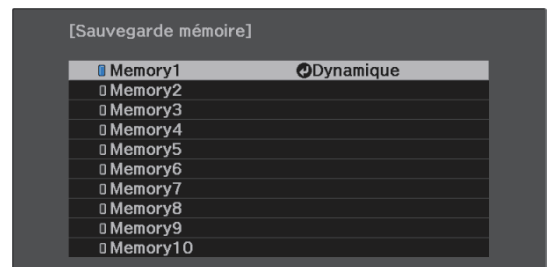 [Sauvegarde mémoire]
Memory1 Dynamique
Memory2
Memory3
Memory4
Memory5
Memory6
Memory7
Memory8
Memory9
Memory10